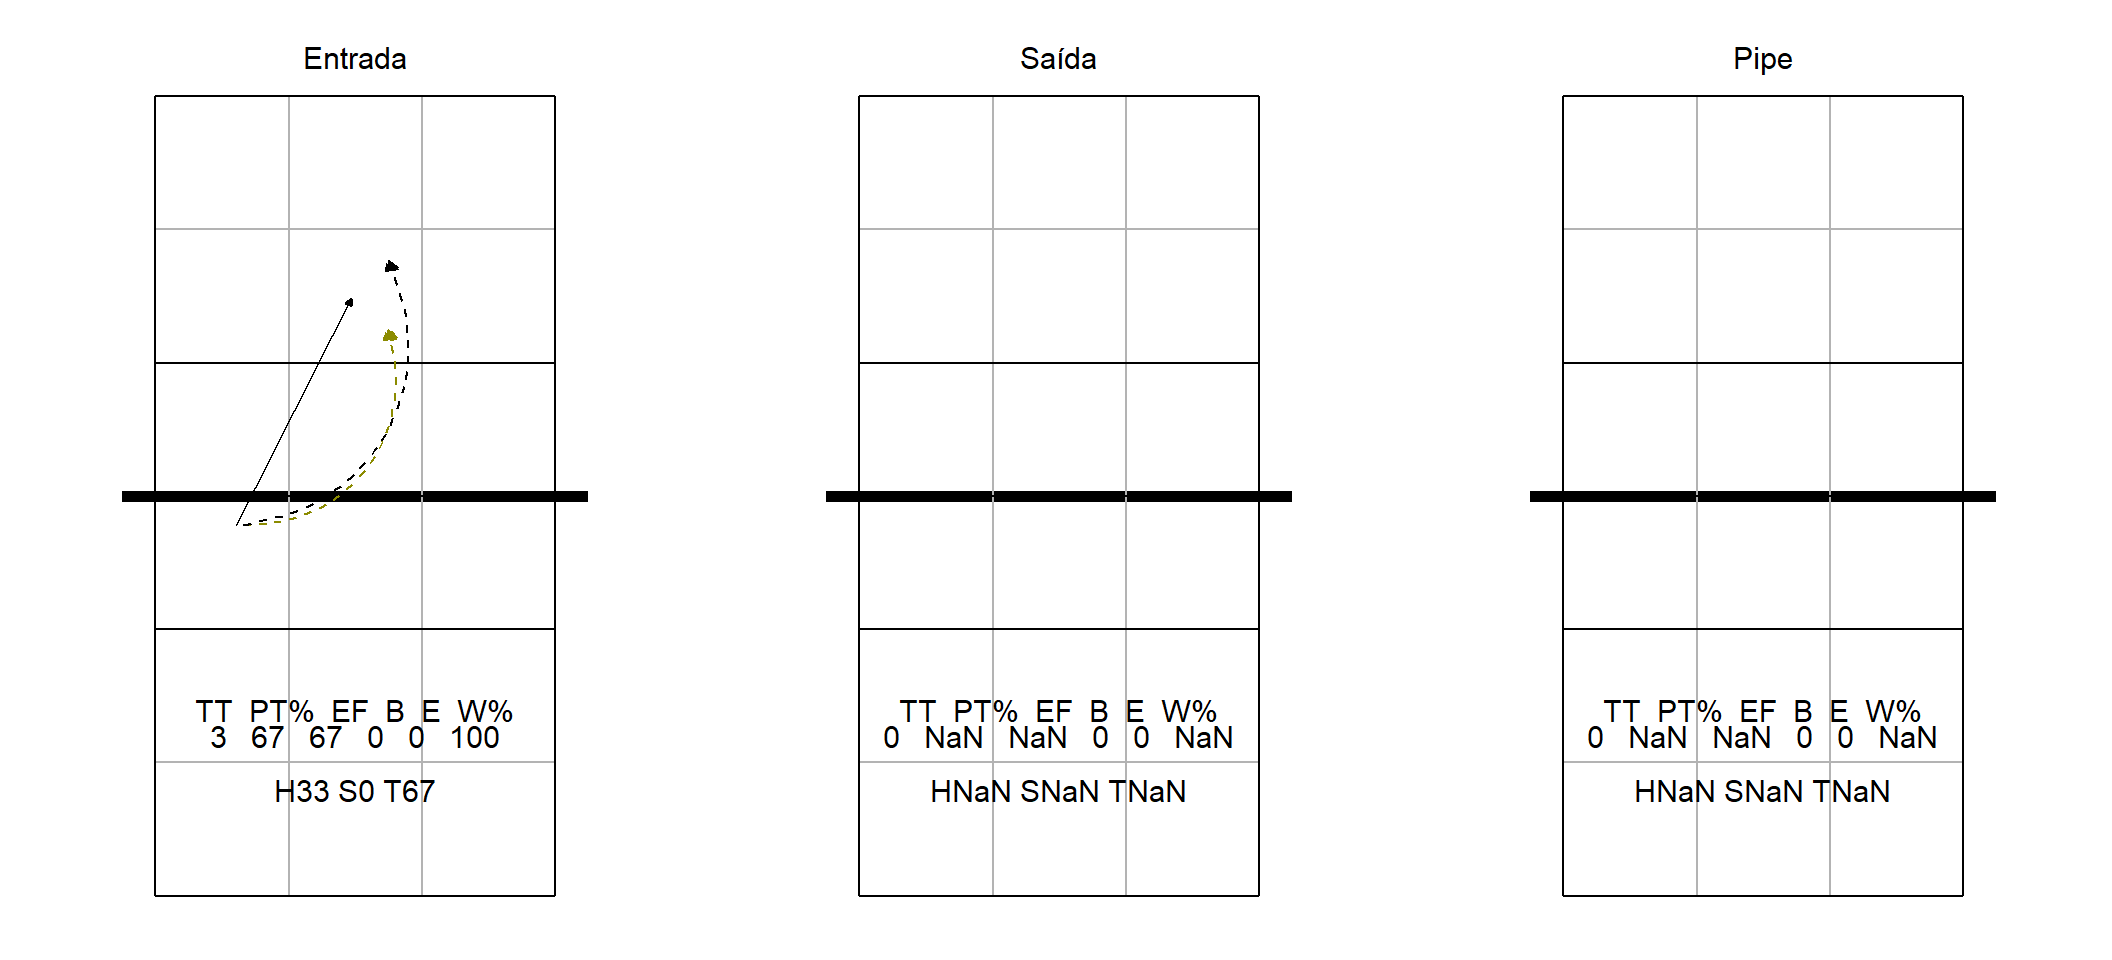 Entrada
TT PT% EF B E W%
3 67 67 0 0 100
H33 S0 T67
Saída
TT PT% EF B E W%
0 NaN NaN 0 0 NaN
HNaN SNaN TNaN
Pipe
TT PT% EF B E W%
0 NaN NaN 0 0 NaN
HNaN SNaN TNaN